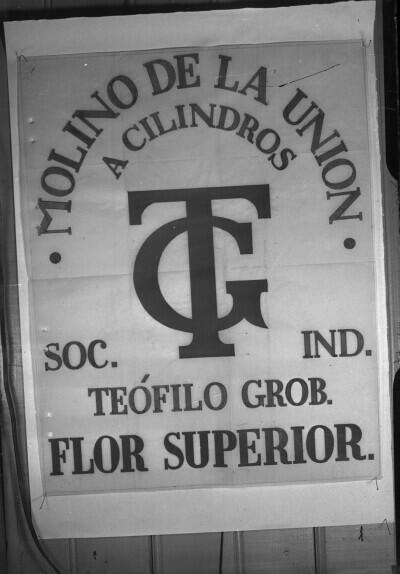 · MOLINO DE LA UNION ·
A CILINDROS
TG
SOC. IND.
TEÓFILO GROB.
FLOR SUPERIOR.